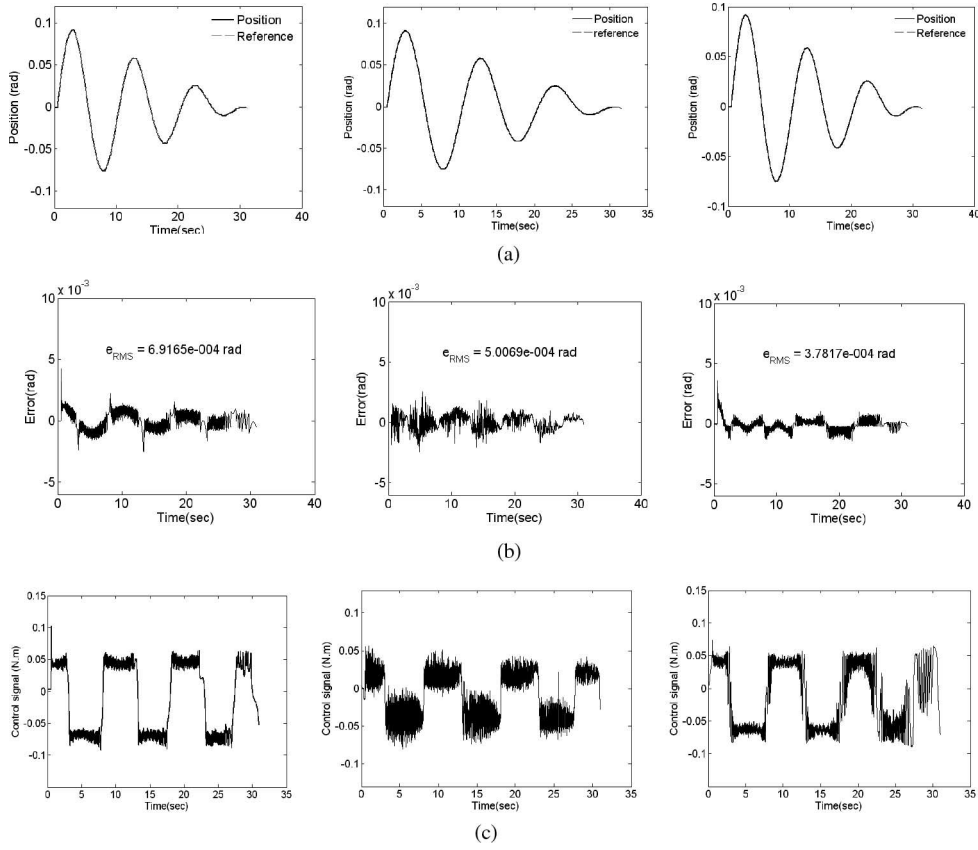 0.1
0.05
0
-0.05
-0.1
Position (rad)
Position
Reference
0 10 20 30 40
Time(sec)
0.1
0.05
0
-0.05
-0.1
Position (rad)
Position
reference
0 5 10 15 20 25 30 35
Time(sec)
0.1
0.05
0
-0.05
-0.1
Position (rad)
Position
Reference
0 10 20 30 40
Time(sec)
(a)
10 x 10⁻³
5
0
-5
Error(rad)
e_RMS = 6.9165e-004 rad
0 10 20 30 40
Time(sec)
10 x 10⁻³
5
0
-5
Error(rad)
e_RMS = 5.0069e-004 rad
0 10 20 30 40
Time(sec)
10 x 10⁻³
5
0
-5
Error (rad)
e_RMS = 3.7817e-004 rad
0 10 20 30 40
Time(sec)
(b)
0.15
0.1
0.05
0
-0.05
-0.1
Control signal (N.m)
0 5 10 15 20 25 30 35
Time(sec)
0.1
0.05
0
-0.05
-0.1
Control signal (N.m)
0 5 10 15 20 25 30 35
Time(sec)
0.15
0.1
0.05
0
-0.05
-0.1
Control signal (N.m)
0 5 10 15 20 25 30 35
Time(sec)
(c)